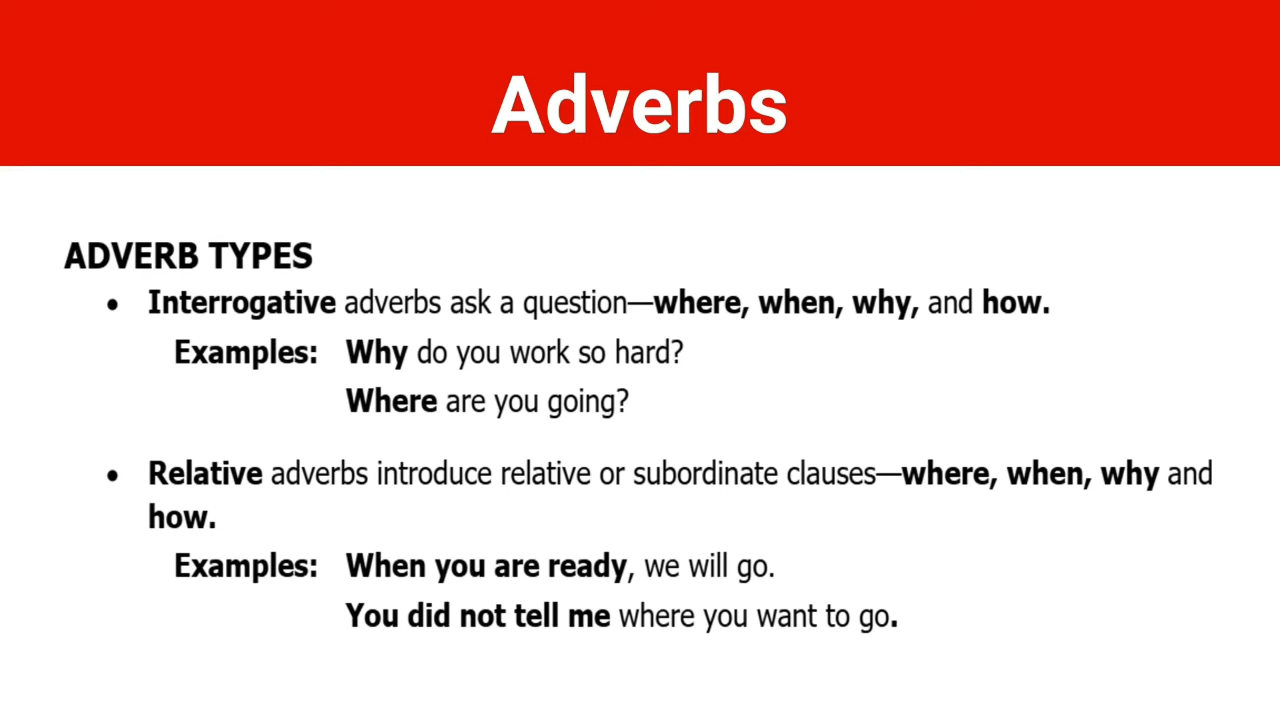 Adverbs
ADVERB TYPES
• Interrogative adverbs ask a question—where, when, why, and how.
Examples: Why do you work so hard?
Where are you going?
• Relative adverbs introduce relative or subordinate clauses—where, when, why and
how.
Examples: When you are ready, we will go.
You did not tell me where you want to go.